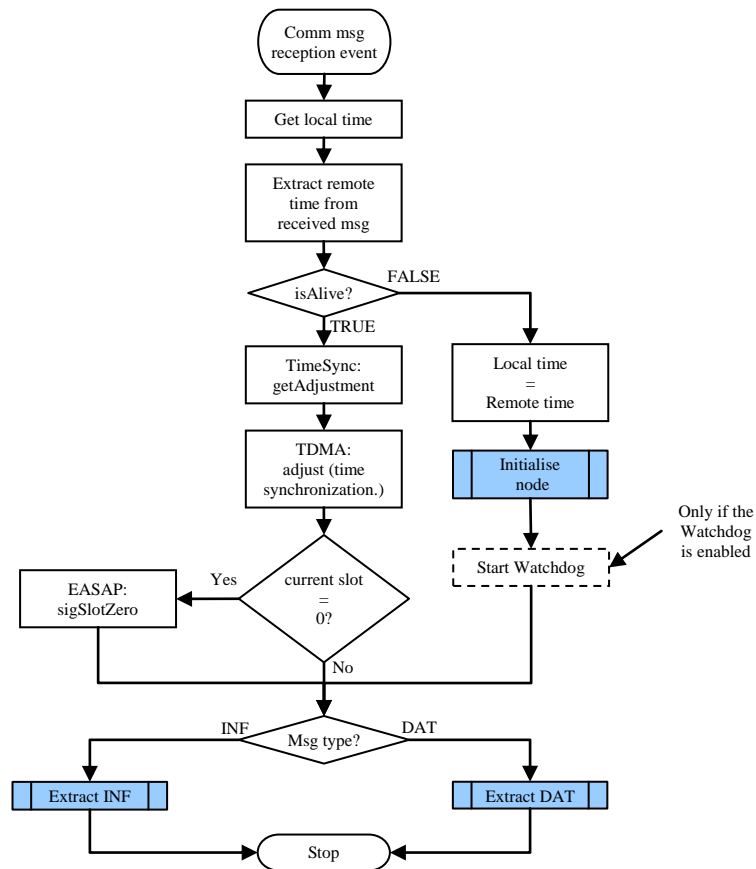 Comm msg
reception event
Get local time
Extract remote
time from
received msg
isAlive?
FALSE
TRUE
TimeSync:
getAdjustment
Local time
=
Remote time
TDMA:
adjust (time
synchronization.)
Initialise
node
Only if the
Watchdog
is enabled
Start Watchdog
current slot
=
0?
Yes
EASAP:
sigSlotZero
No
Msg type?
INF
DAT
Extract INF
Extract DAT
Stop